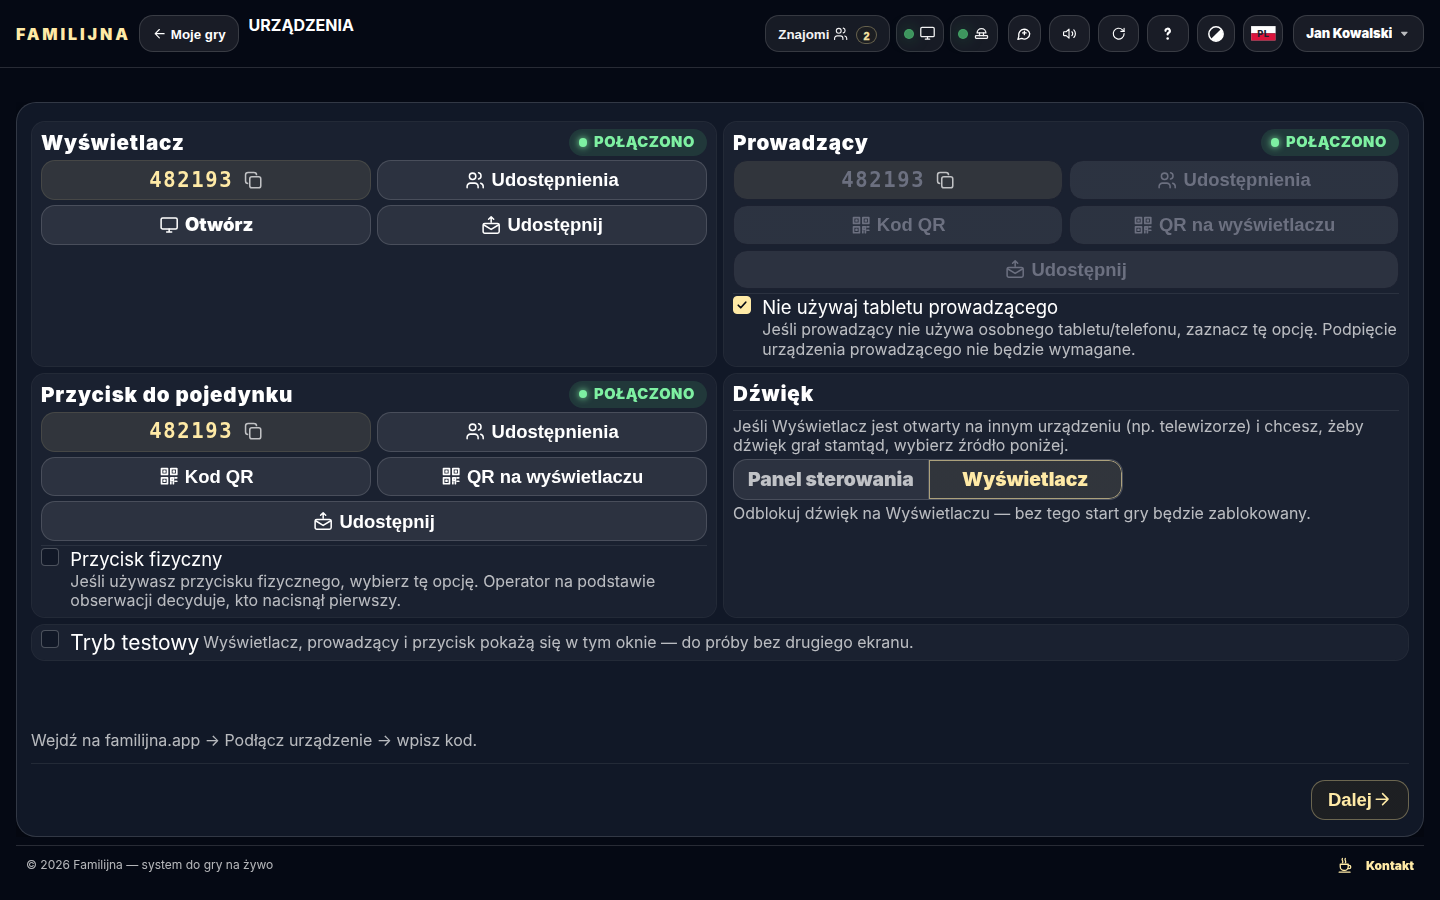 FAMILIJNA
← Moje gry
URZĄDZENIA
Znajomi 2
?
PL
Jan Kowalski
Wyświetlacz
POŁĄCZONO
482193
Udostępnienia
Otwórz
Udostępnij
Prowadzący
POŁĄCZONO
482193
Udostępnienia
Kod QR
QR na wyświetlaczu
Udostępnij
Nie używaj tabletu prowadzącego
Jeśli prowadzący nie używa osobnego tabletu/telefonu, zaznacz tę opcję. Podpięcie
urządzenia prowadzącego nie będzie wymagane.
Przycisk do pojedynku
POŁĄCZONO
482193
Udostępnienia
Kod QR
QR na wyświetlaczu
Udostępnij
Przycisk fizyczny
Jeśli używasz przycisku fizycznego, wybierz tę opcję. Operator na podstawie
obserwacji decyduje, kto nacisnął pierwszy.
Dźwięk
Jeśli Wyświetlacz jest otwarty na innym urządzeniu (np. telewizorze) i chcesz, żeby
dźwięk grał stamtąd, wybierz źródło poniżej.
Panel sterowania
Wyświetlacz
Odblokuj dźwięk na Wyświetlaczu — bez tego start gry będzie zablokowany.
Tryb testowy Wyświetlacz, prowadzący i przycisk pokażą się w tym oknie — do próby bez drugiego ekranu.
Wejdź na familijna.app → Podłącz urządzenie → wpisz kod.
Dalej →
© 2026 Familijna — system do gry na żywo
Kontakt